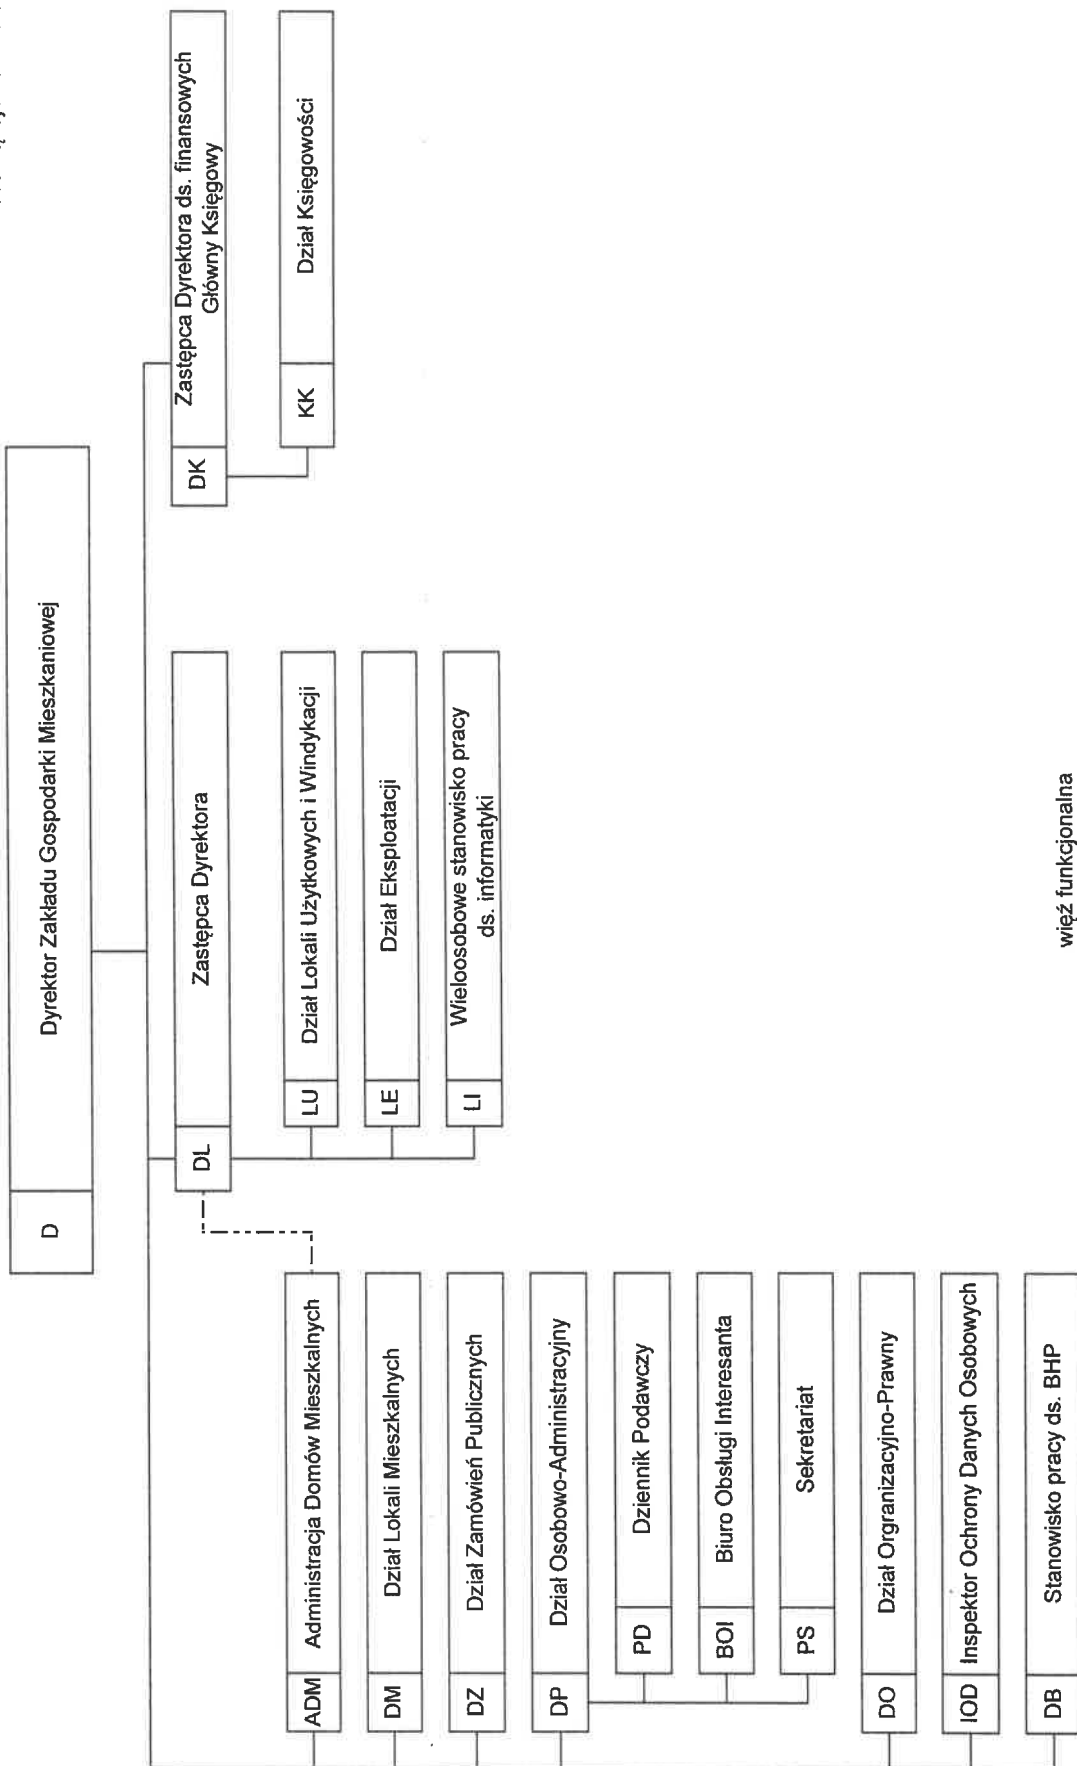 D
Dyrektor Zakładu Gospodarki Mieszkaniowej
DL
Zastępca Dyrektora
DK
Zastępca Dyrektora ds. finansowych
Główny Księgowy
ADM
Administracja Domów Mieszkalnych
DM
Dział Lokali Mieszkalnych
DZ
Dział Zamówień Publicznych
DP
Dział Osobowo-Administracyjny
PD
Dziennik Podawczy
BOI
Biuro Obsługi Interesanta
PS
Sekretariat
DO
Dział Orgranizacyjno-Prawny
IOD
Inspektor Ochrony Danych Osobowych
DB
Stanowisko pracy ds. BHP
LU
Dział Lokali Użytkowych i Windykacji
LE
Dział Eksploatacji
LI
Wieloosobowe stanowisko pracy
ds. informatyki
KK
Dział Księgowości
więź funkcjonalna